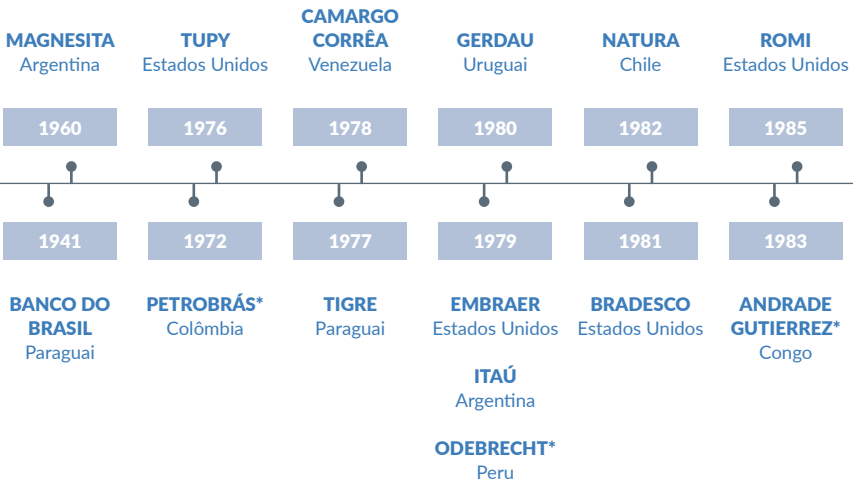 MAGNESITA
Argentina
TUPY
Estados Unidos
CAMARGO
CORRÊA
Venezuela
GERDAU
Uruguai
NATURA
Chile
ROMI
Estados Unidos
1960
1976
1978
1980
1982
1985
1941
1972
1977
1979
1981
1983
BANCO DO
BRASIL
Paraguai
PETROBRÁS*
Colômbia
TIGRE
Paraguai
EMBRAER
Estados Unidos
ITAÚ
Argentina
ODEBRECHT*
Peru
BRADESCO
Estados Unidos
ANDRADE
GUTIERREZ*
Congo